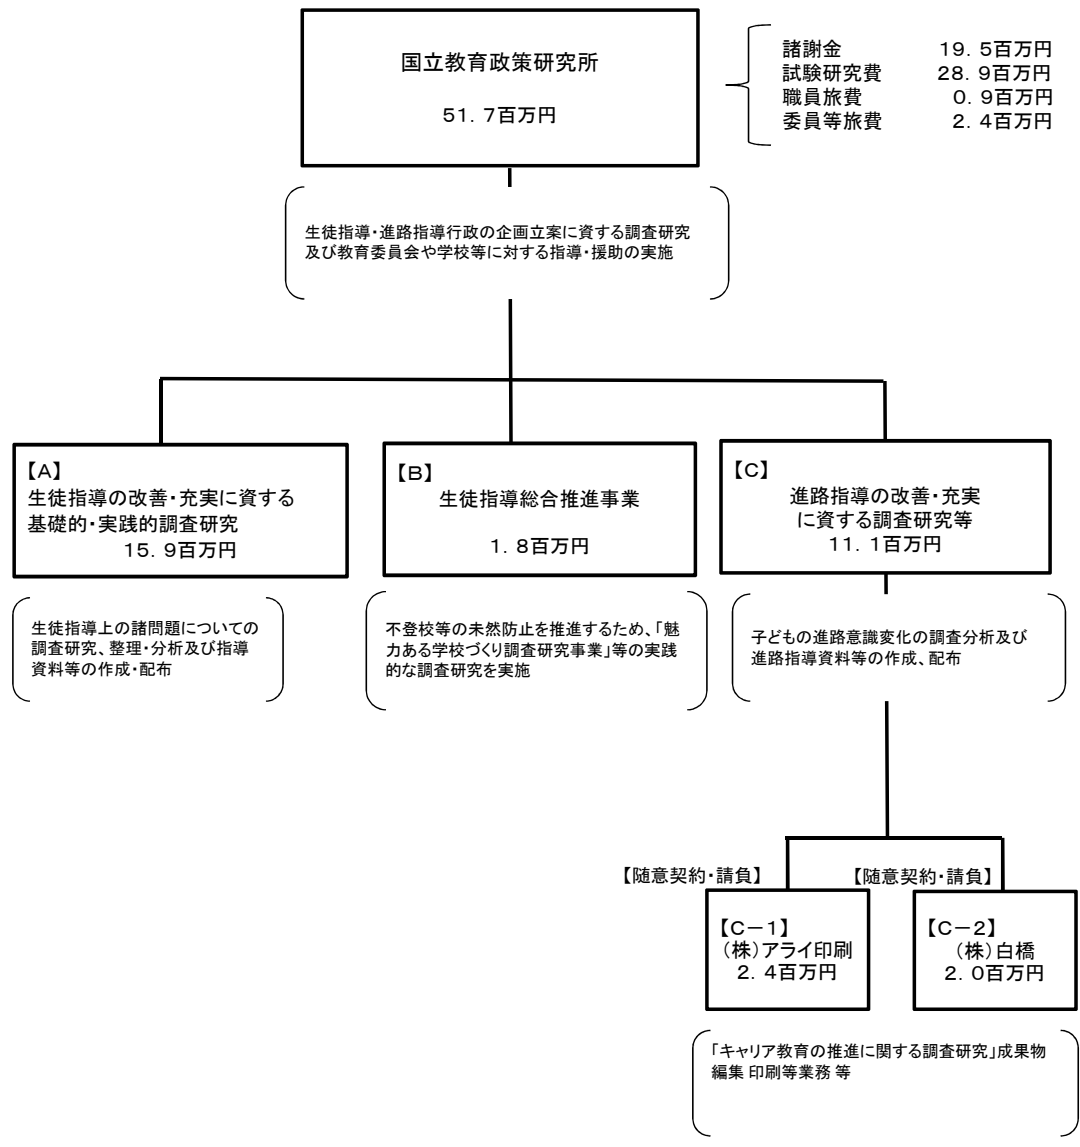 国立教育政策研究所
51．7百万円
諸謝金 19．5百万円
試験研究費 28．9百万円
職員旅費 0．9百万円
委員等旅費 2．4百万円
生徒指導・進路指導行政の企画立案に資する調査研究
及び教育委員会や学校等に対する指導・援助の実施
【A】
生徒指導の改善・充実に資する
基礎的・実践的調査研究
15．9百万円
【B】
生徒指導総合推進事業
1．8百万円
【C】
進路指導の改善・充実
に資する調査研究等
11．1百万円
生徒指導上の諸問題についての
調査研究、整理・分析及び指導
資料等の作成・配布
不登校等の未然防止を推進するため、「魅
力ある学校づくり調査研究事業」等の実践
的な調査研究を実施
子どもの進路意識変化の調査分析及び
進路指導資料等の作成、配布
【随意契約・請負】
【随意契約・請負】
【C－1】
（株）アライ印刷
2．4百万円
【C－2】
（株）白橋
2．0百万円
「キャリア教育の推進に関する調査研究」成果物
編集 印刷等業務 等